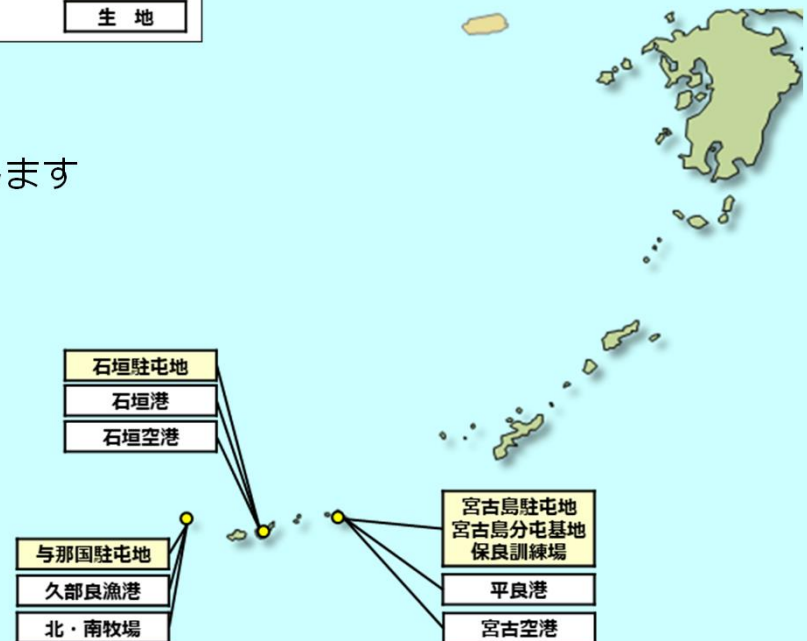 生　地
ます
石垣駐屯地
石垣港
石垣空港
与那国駐屯地
久部良漁港
北・南牧場
宮古島駐屯地
宮古島分屯基地
保良訓練場
平良港
宮古空港